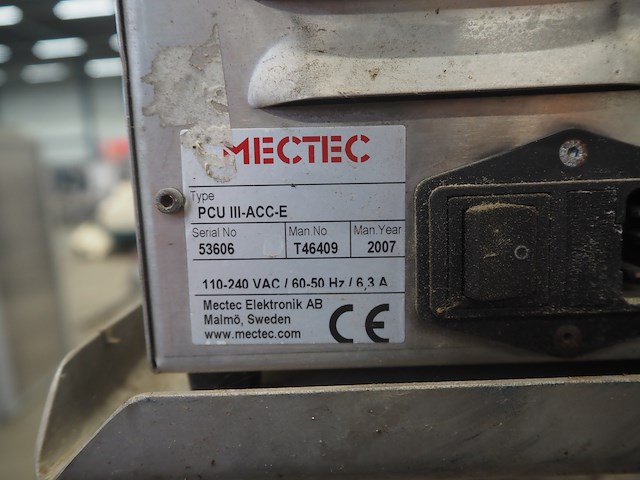 MECTEC
Type
PCU III-ACC-E
Serial No Man.No Man.Year
53606 T46409 2007
110-240 VAC / 60-50 Hz / 6,3 A
Mectec Elektronik AB
Malmö, Sweden
www.mectec.com
CE